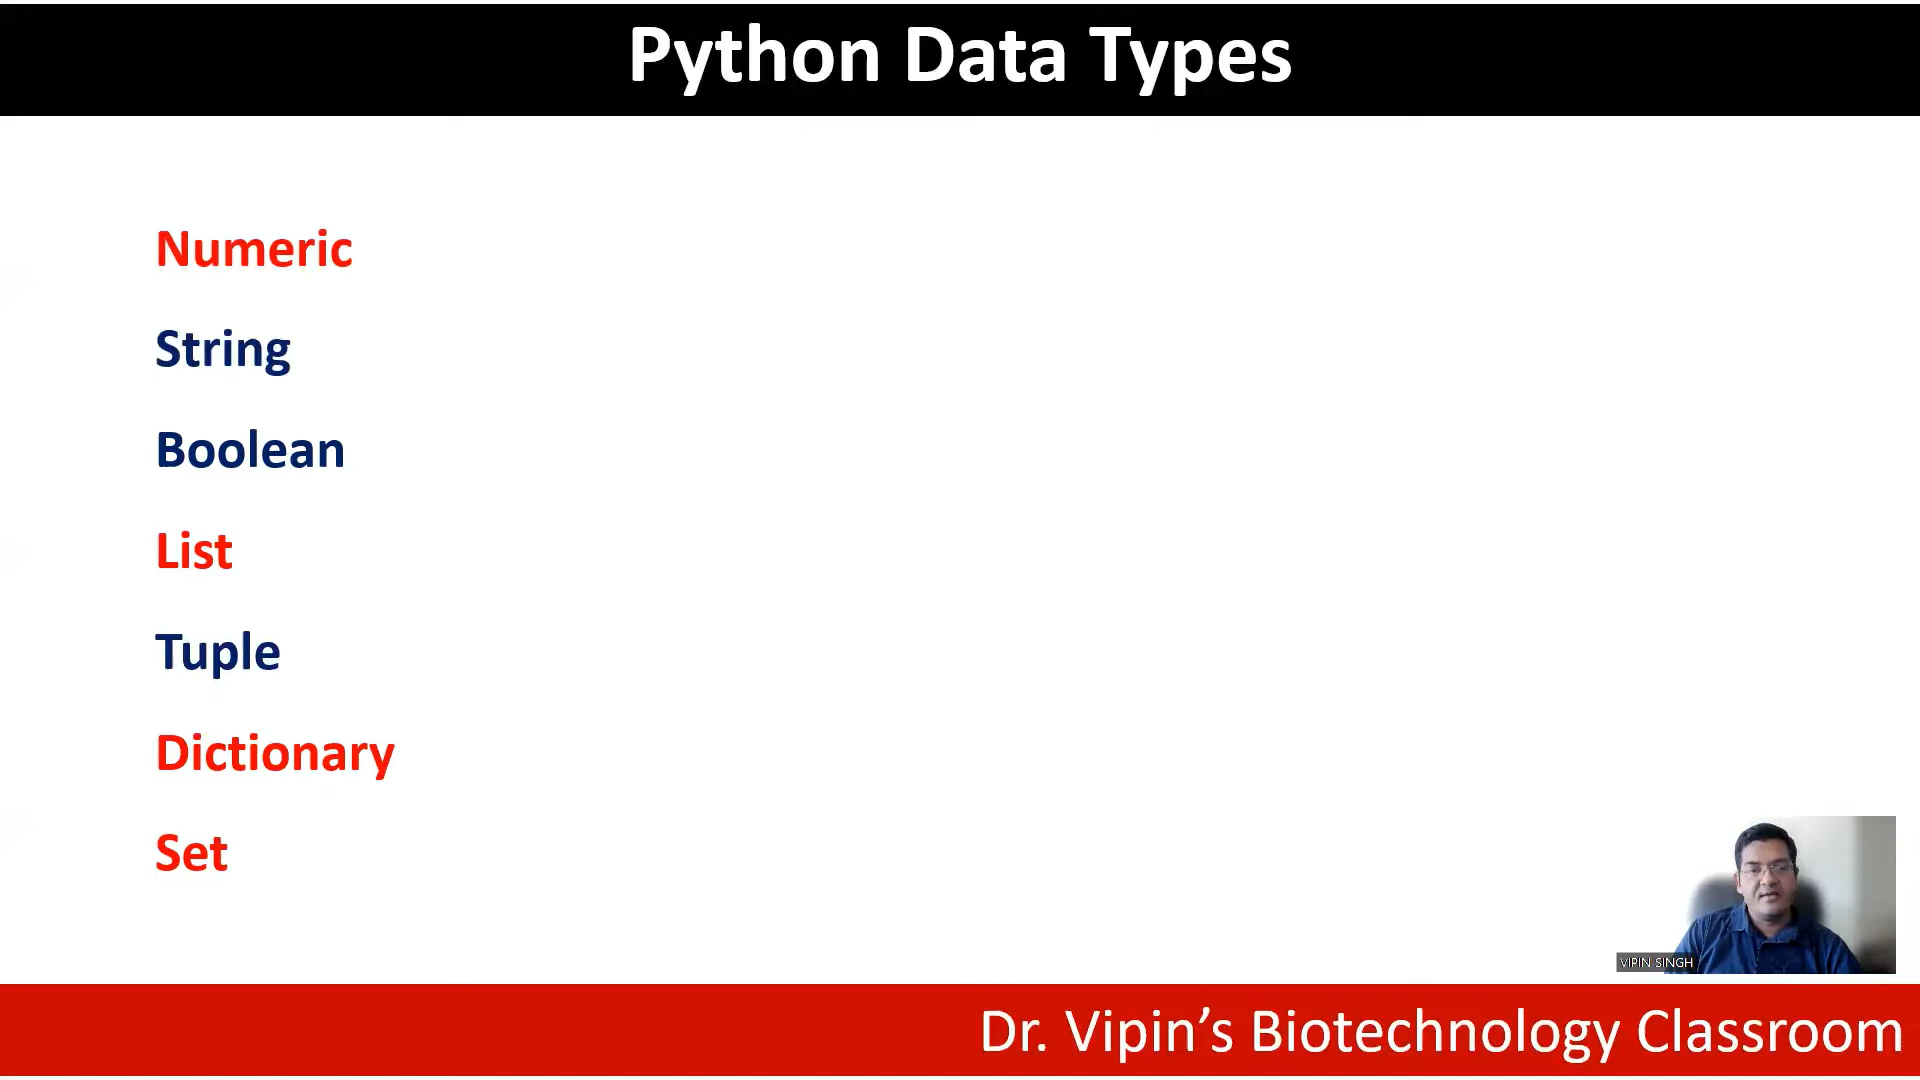 Python Data Types
Numeric
String
Boolean
List
Tuple
Dictionary
Set
VIPIN SINGH
Dr. Vipin’s Biotechnology Classroom